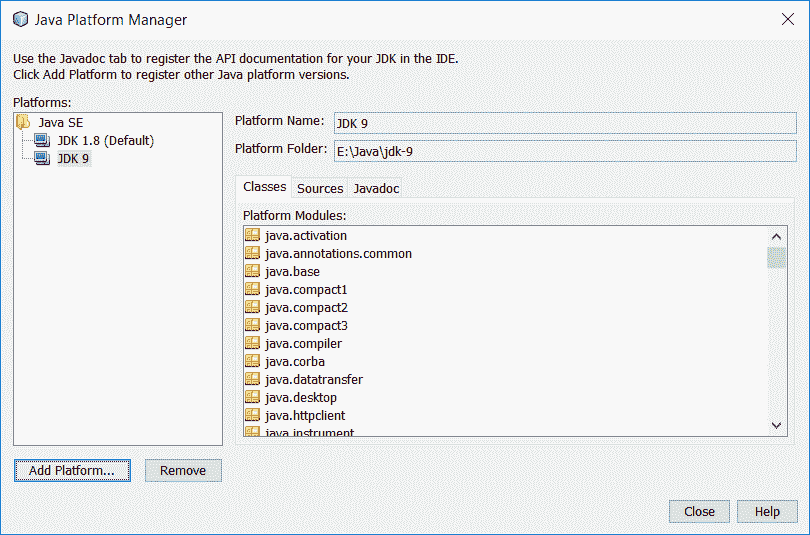 Java Platform Manager
Use the Javadoc tab to register the API documentation for your JDK in the IDE.
Click Add Platform to register other Java platform versions.
Platforms:
Java SE
JDK 1.8 (Default)
JDK 9
Platform Name: JDK 9
Platform Folder: E:\Java\jdk-9
Classes Sources Javadoc
Platform Modules:
java.activation
java.annotations.common
java.base
java.compact1
java.compact2
java.compact3
java.compiler
java.corba
java.datatransfer
java.desktop
java.httpclient
java.instrument
Add Platform... Remove
Close Help